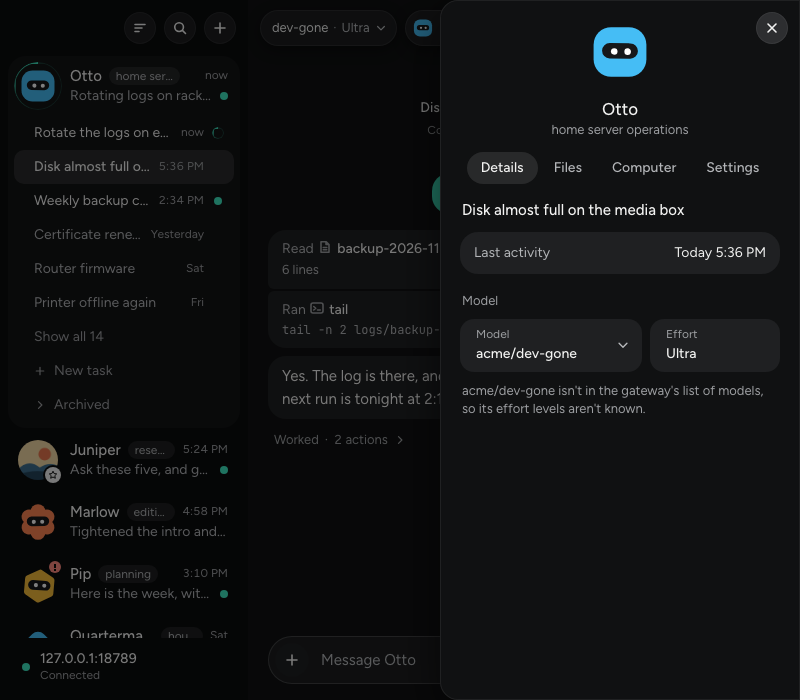 Otto
home ser...
now
Rotating logs on rack...
Rotate the logs on e...
now
Disk almost full o...
5:36 PM
Weekly backup c...
2:34 PM
Certificate rene...
Yesterday
Router firmware
Sat
Printer offline again
Fri
Show all 14
New task
Archived
Juniper
rese...
5:24 PM
Ask these five, and g...
Marlow
editi...
4:58 PM
Tightened the intro and...
Pip
planning
3:10 PM
Here is the week, wit...
Quarterma
hou...
Sat
127.0.0.1:18789
Connected
dev-gone · Ultra
Dis
Co
Read backup-2026-11
6 lines
Ran tail
tail -n 2 logs/backup-
Yes. The log is there, an
next run is tonight at 2:1
Worked · 2 actions
Message Otto
Otto
home server operations
Details
Files
Computer
Settings
Disk almost full on the media box
Last activity
Today 5:36 PM
Model
Model
acme/dev-gone
Effort
Ultra
acme/dev-gone isn't in the gateway's list of models,
so its effort levels aren't known.